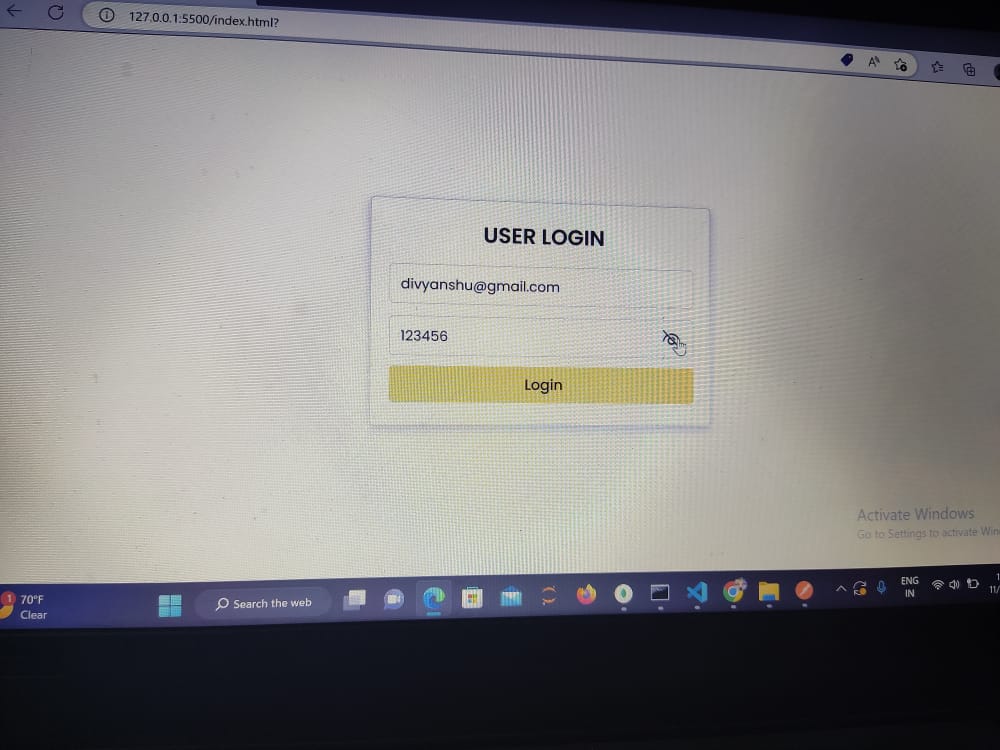 127.0.0.1:5500/index.html?
USER LOGIN
divyanshu@gmail.com
123456
Login
Activate Windows
Go to Settings to activate Win
1
70°F
Clear
Search the web
ENG
IN
11/